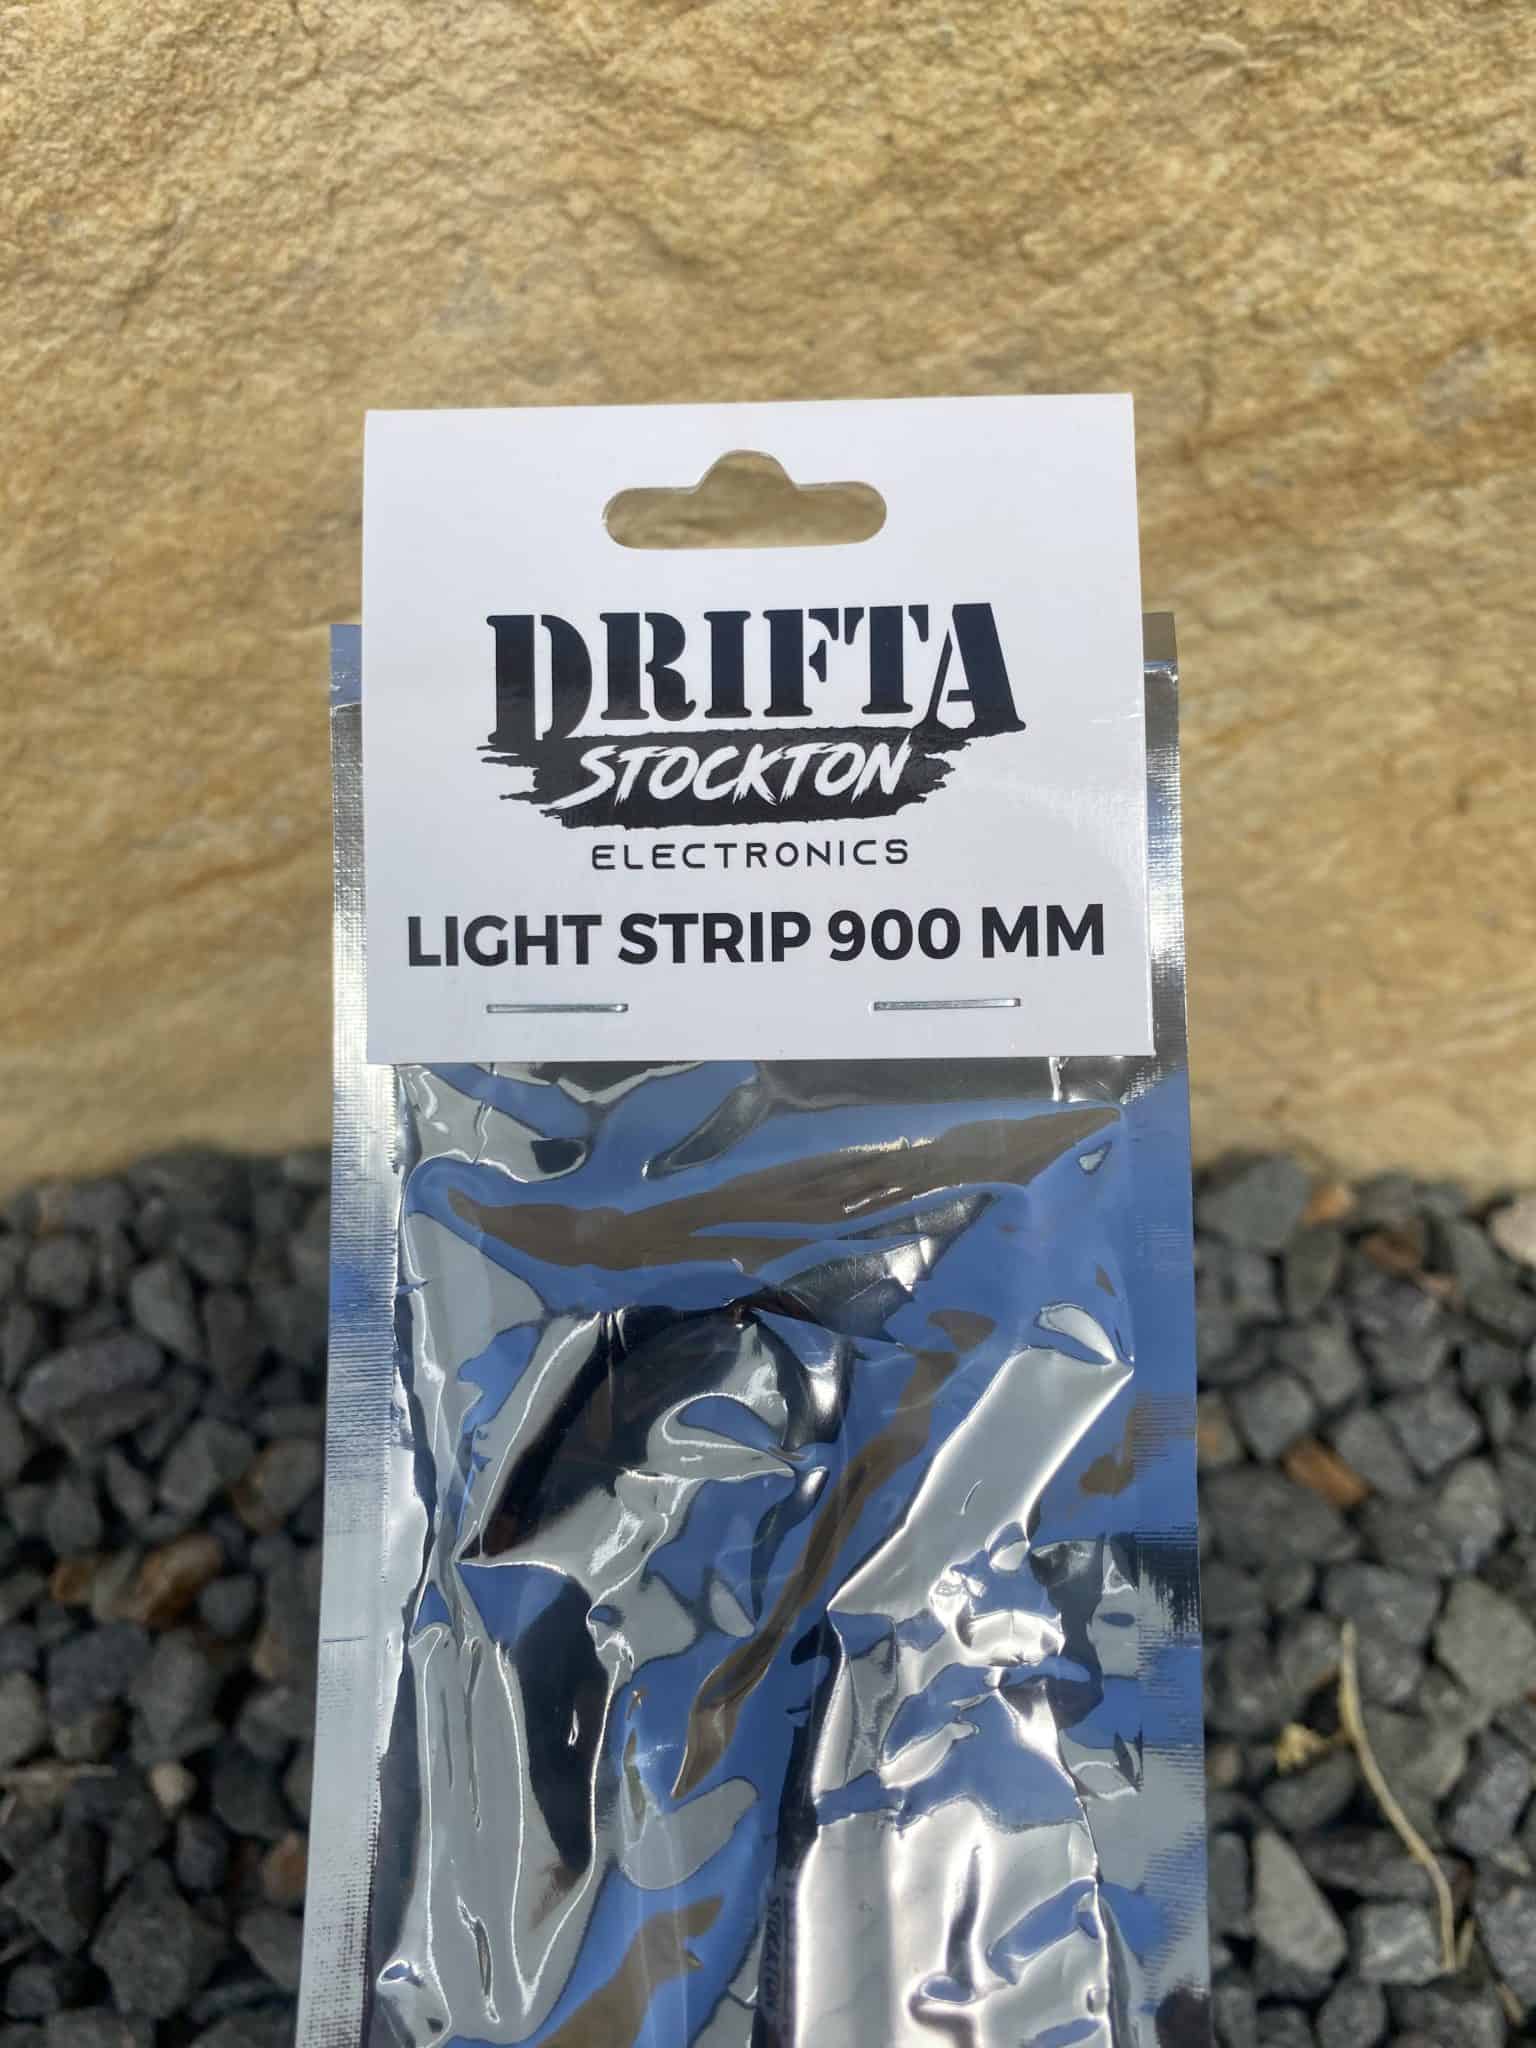 DRIFTA
STOCKTON
ELECTRONICS
LIGHT STRIP 900 MM